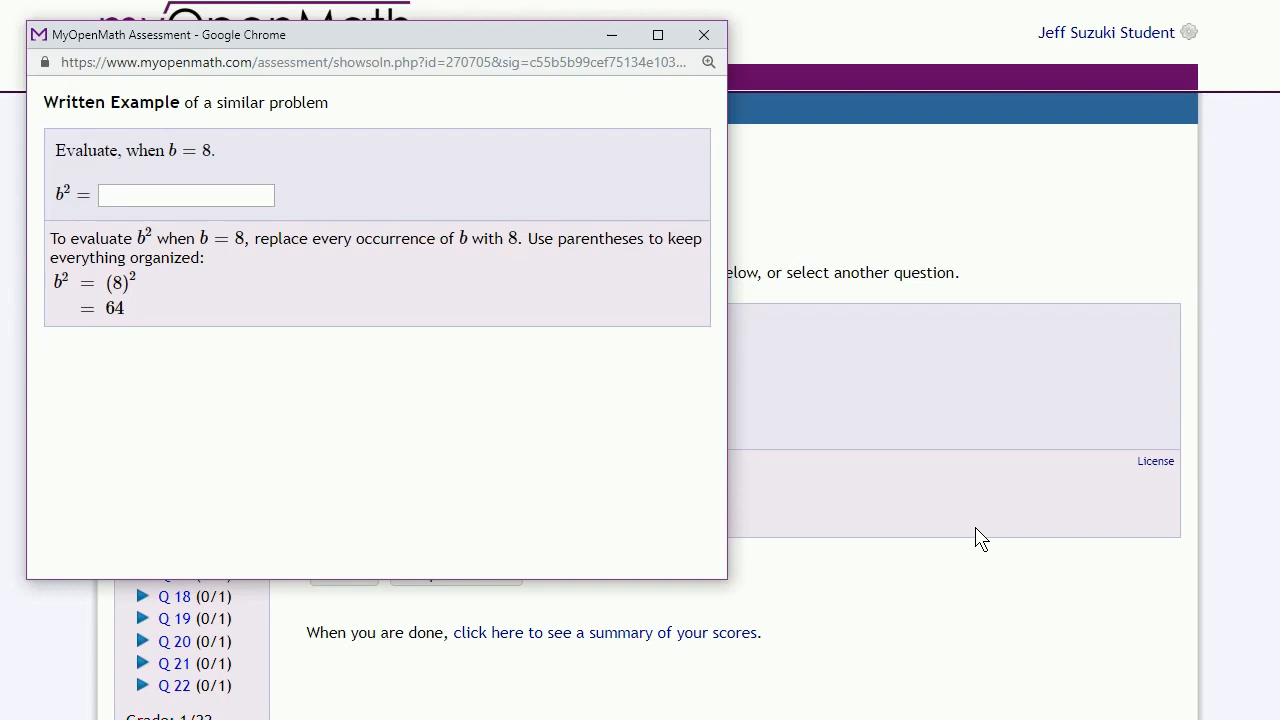 myOpenMath
MyOpenMath Assessment - Google Chrome
Jeff Suzuki Student
https://www.myopenmath.com/assessment/showsoln.php?id=270705&sig=c55b5b99cef75134e103...
Written Example of a similar problem
Evaluate, when b = 8.
b² =
To evaluate b² when b = 8, replace every occurrence of b with 8. Use parentheses to keep
everything organized:
b² = (8)²
= 64
elow, or select another question.
License
Q 18 (0/1)
Q 19 (0/1)
Q 20 (0/1)
Q 21 (0/1)
Q 22 (0/1)
When you are done, click here to see a summary of your scores.
Grade: 1/22